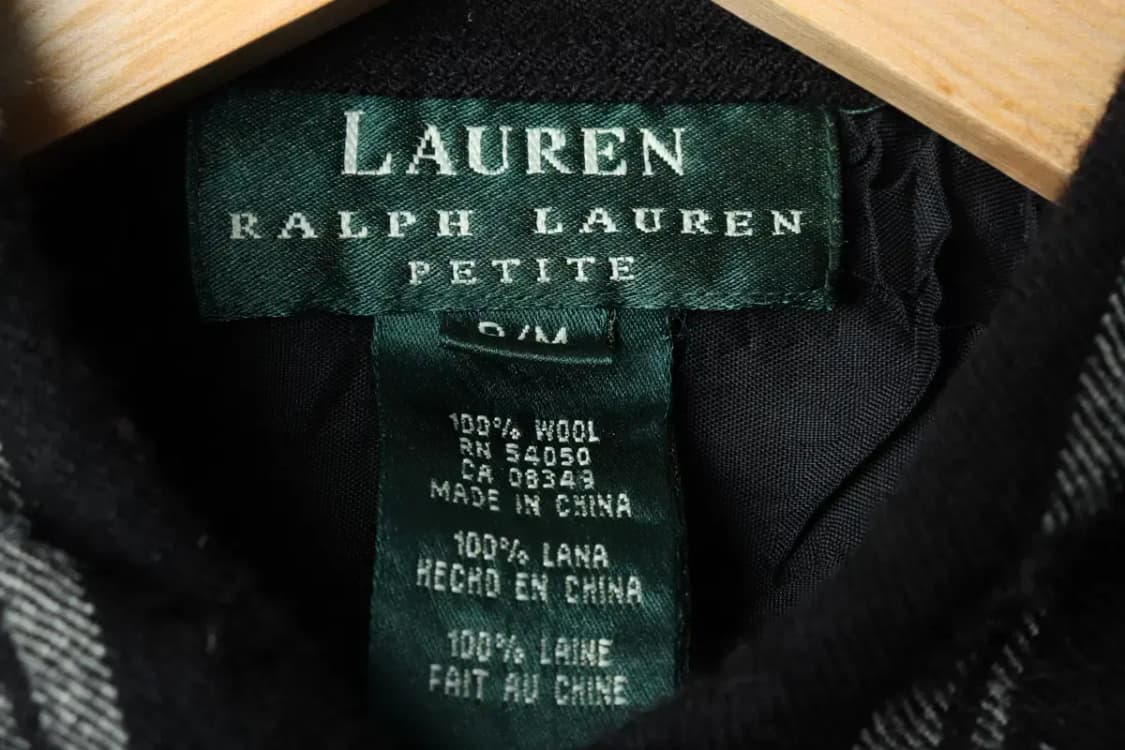 LAUREN
RALPH LAUREN
PETITE
P/M
100% WOOL
RN 54050
CA 08343
MADE IN CHINA
100% LANA
HECHO EN CHINA
100% LAINE
FAIT AU CHINE